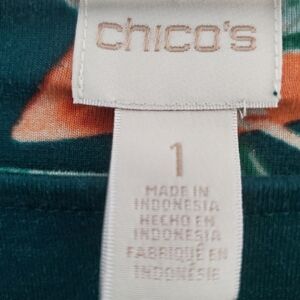 chico's
1
MADE IN
INDONESIA
HECHO EN
INDONESIA
FABRIQUÉ EN
INDONÉSIE